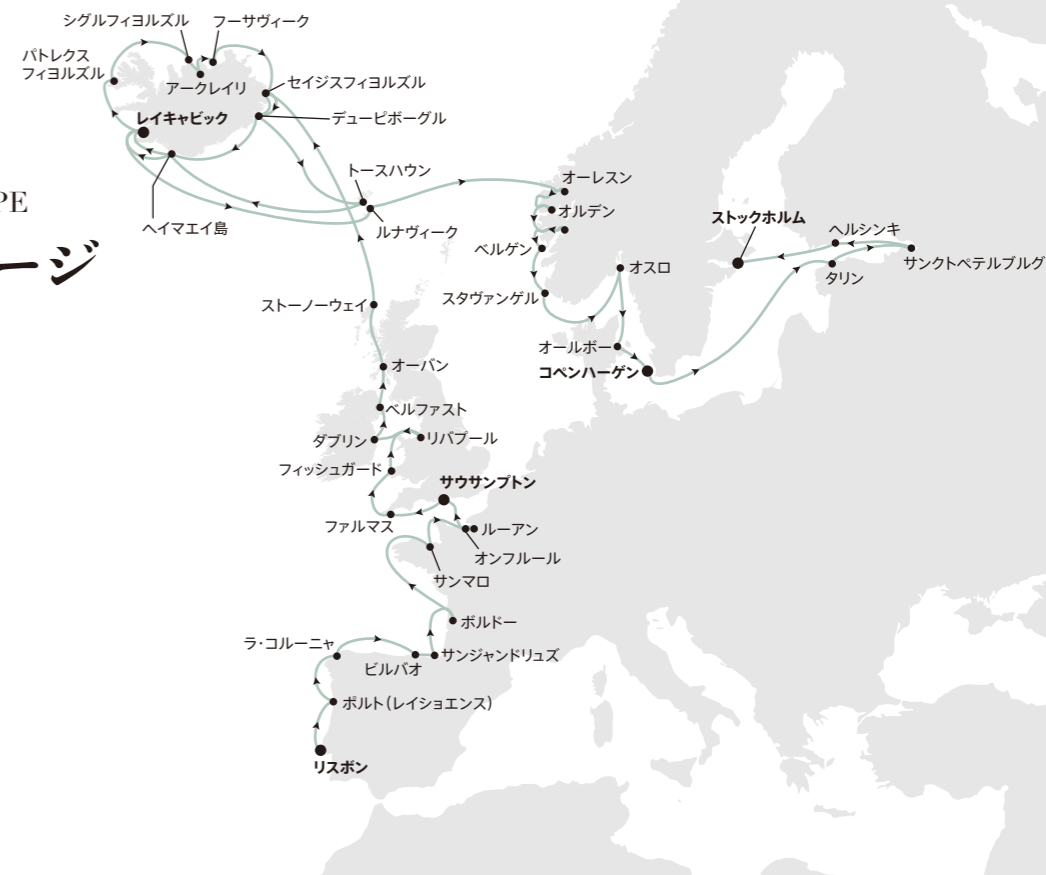 シグルフィヨルズル
フーサヴィーク
パトレクス
フィヨルズル
アークレイリ
セイジスフィヨルズル
レイキャビック
デューピボーグル
トースハウン
オーレスン
PE
オルデン
ストックホルム
ヘルシンキ
ヘイマエイ島
ルナヴィーク
ージ
ベルゲン
サンクトペテルブルグ
オスロ
タリン
ストーノーウェイ
スタヴァンゲル
オールボー
オーバン
コペンハーゲン
ベルファスト
ダブリン
リバプール
フィッシュガード
サウサンプトン
ファルマス
ルーアン
オンフルール
サンマロ
ボルドー
ラ・コルーニャ
サンジャンドリュズ
ビルバオ
ポルト(レイショエンス)
リスボン